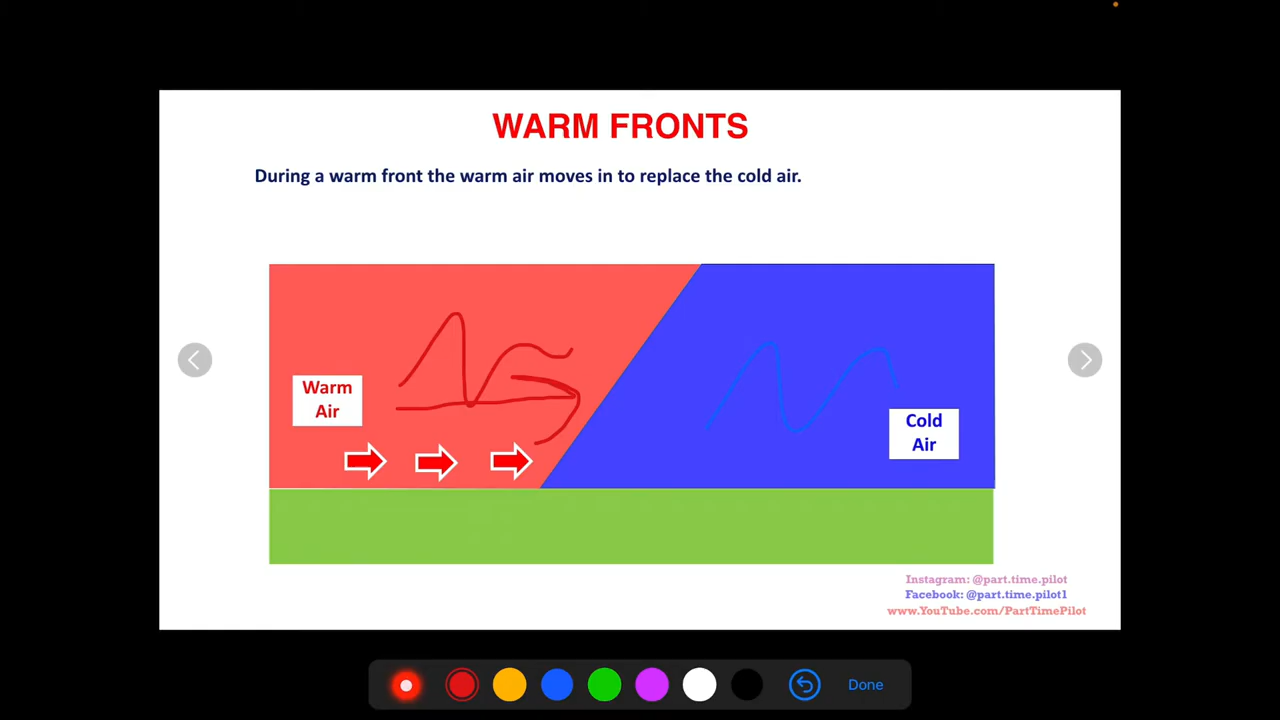 WARM FRONTS
During a warm front the warm air moves in to replace the cold air.
Warm
Air
Cold
Air
Instagram: @part.time.pilot
Facebook: @part.time.pilot1
www.YouTube.com/PartTimePilot
Done